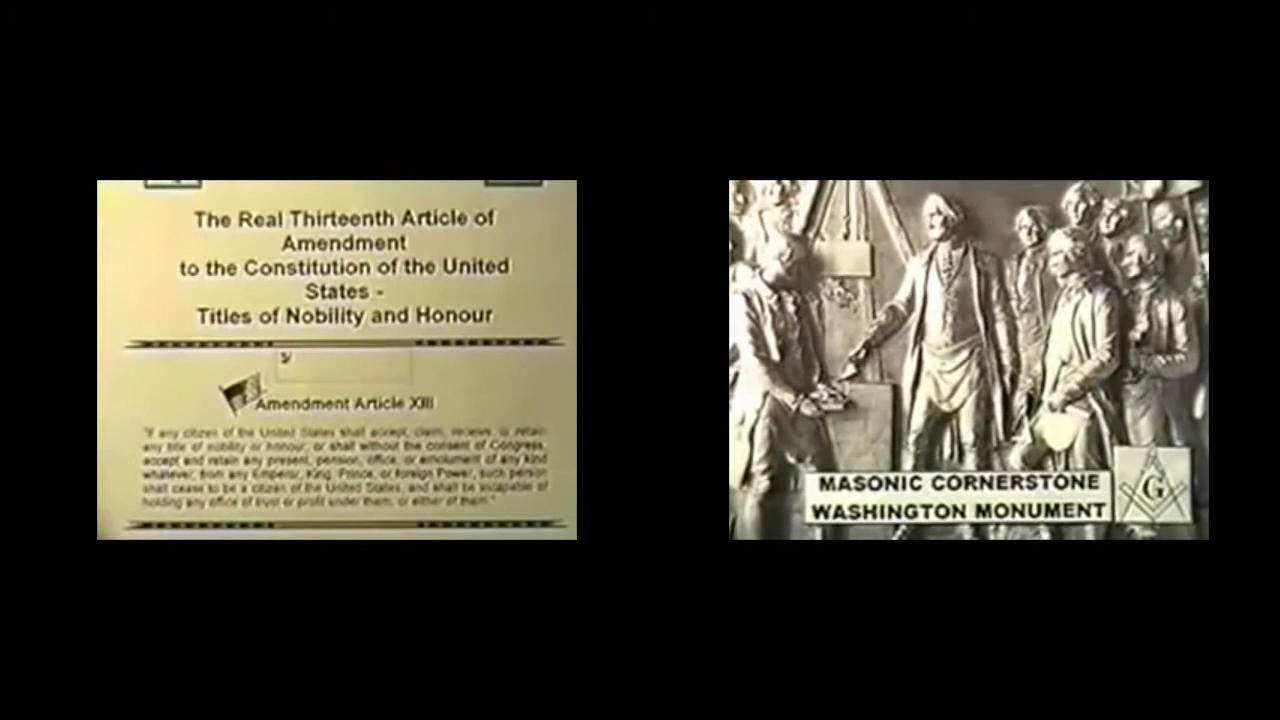 The Real Thirteenth Article of
Amendment
to the Constitution of the United
States -
Titles of Nobility and Honour
Amendment Article XIII
"If any citizen of the United States shall accept, claim, receive, or retain
any title of nobility or honour, or shall without the consent of Congress,
accept and retain any present, pension, office, or emolument of any kind
whatever, from any Emperor, King, Prince, or foreign Power, such person
shall cease to be a citizen of the United States, and shall be incapable of
holding any office of trust or profit under them, or either of them."
MASONIC CORNERSTONE
WASHINGTON MONUMENT
G